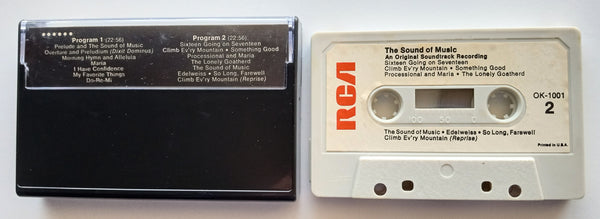 Program 1 (22:56)
Prelude and The Sound of Music
Overture and Preludium (Dixit Dominus)
Morning Hymn and Alleluia
Maria
I Have Confidence
My Favorite Things
Do-Re-Mi
Program 2 (22:56)
Sixteen Going on Seventeen
Climb Ev'ry Mountain • Something Good
Processional and Maria
The Lonely Goatherd
The Sound of Music
Edelweiss • So Long, Farewell
Climb Ev'ry Mountain (Reprise)
RCA
The Sound of Music
An Original Soundtrack Recording
Sixteen Going on Seventeen
Climb Ev'ry Mountain • Something Good
Processional and Maria • The Lonely Goatherd
OK-1001
2
100 50 0
The Sound of Music • Edelweiss • So Long, Farewell
Climb Ev'ry Mountain (Reprise)
Printed in U.S.A.